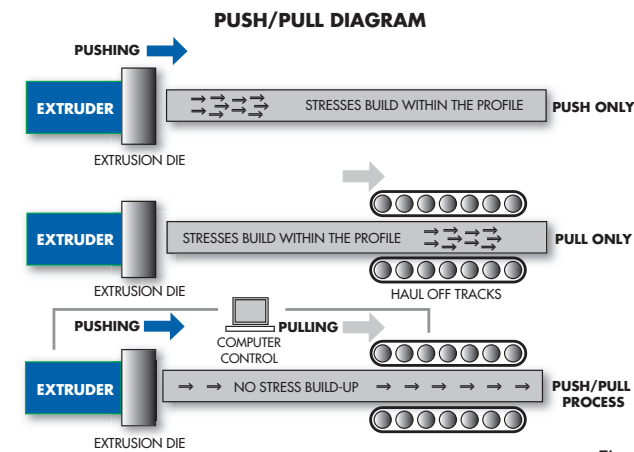 PUSH/PULL DIAGRAM
PUSHING
EXTRUDER
STRESSES BUILD WITHIN THE PROFILE
PUSH ONLY
EXTRUSION DIE
EXTRUDER
STRESSES BUILD WITHIN THE PROFILE
PULL ONLY
EXTRUSION DIE
HAUL OFF TRACKS
PUSHING
PULLING
COMPUTER
CONTROL
EXTRUDER
NO STRESS BUILD-UP
PUSH/PULL
PROCESS
EXTRUSION DIE